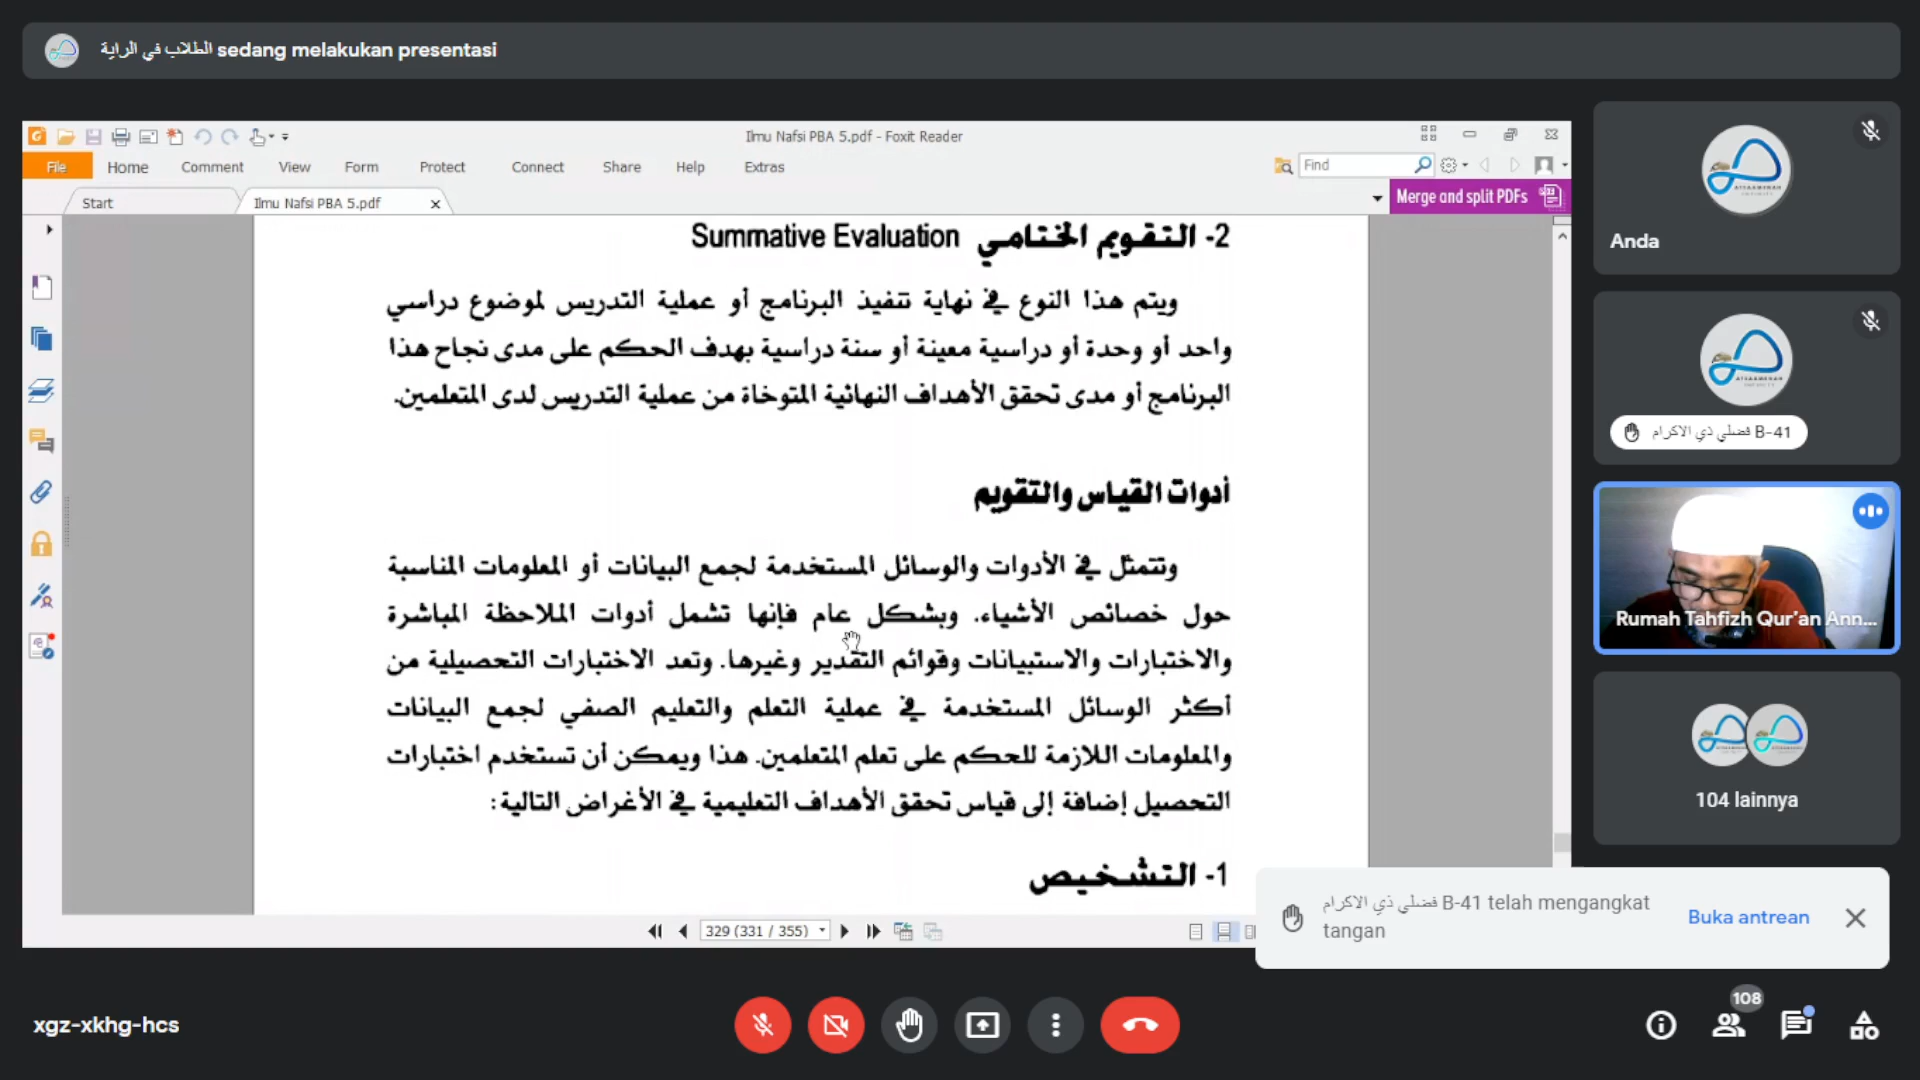 الطلاب في الراية sedang melakukan presentasi
Ilmu Nafsi PBA 5.pdf - Foxit Reader
File Home Comment View Form Protect Connect Share Help Extras
Find
Start
Ilmu Nafsi PBA 5.pdf
Merge and split PDFs
2- التقويم الختامي Summative Evaluation
ويتم هذا النوع في نهاية تنفيذ البرنامج أو عملية التدريس لموضوع دراسي
واحد أو وحدة أو دراسية معينة أو سنة دراسية بهدف الحكم على مدى نجاح هذا
البرنامج أو مدى تحقق الأهداف النهائية المتوخاة من عملية التدريس لدى المتعلمين.
أدوات القياس والتقويم
وتتمثل في الأدوات والوسائل المستخدمة لجمع البيانات أو المعلومات المناسبة
حول خصائص الأشياء. وبشكل عام فإنها تشمل أدوات الملاحظة المباشرة
والاختبارات والاستبيانات وقوائم التقدير وغيرها. وتعد الاختبارات التحصيلية من
أكثر الوسائل المستخدمة في عملية التعلم والتعليم الصفي لجمع البيانات
والمعلومات اللازمة للحكم على تعلم المتعلمين. هذا ويمكن أن تستخدم اختبارات
التحصيل إضافة إلى قياس تحقق الأهداف التعليمية في الأغراض التالية:
1- التشخيص
329 (331 / 355)
Anda
B-41 فضلي ذي الاكرام
Rumah Tahfizh Qur'an Ann...
104 lainnya
B-41 فضلي ذي الاكرام telah mengangkat
tangan
Buka antrean
xgz-xkhg-hcs
108